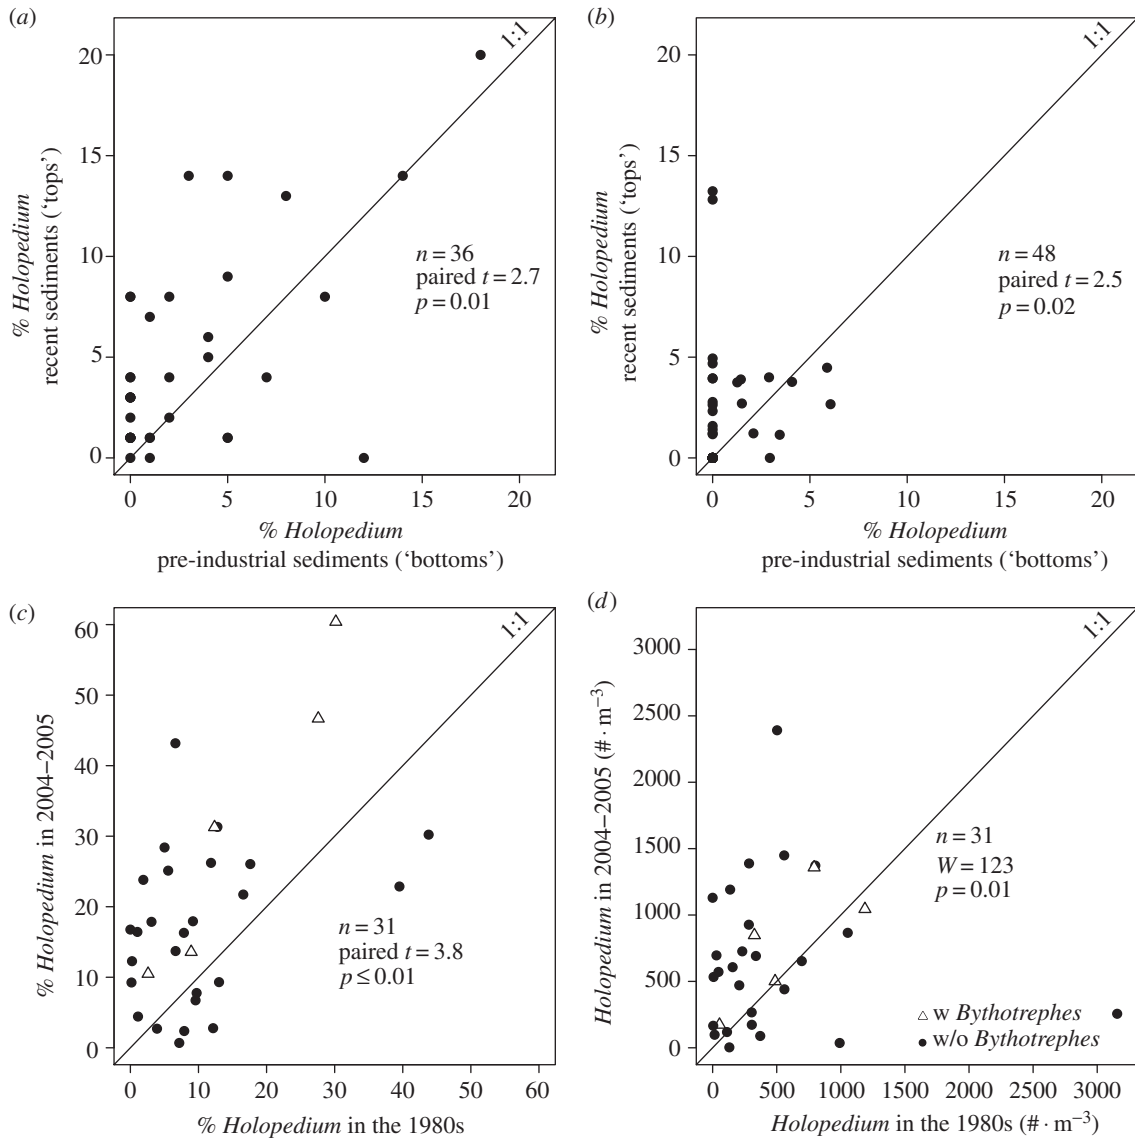 (a)
1:1
20
15
10
5
0
% Holopedium
recent sediments (‘tops’)
n = 36
paired t = 2.7
p = 0.01
0 5 10 15 20
% Holopedium
pre-industrial sediments (‘bottoms’)
(b)
1:1
20
15
10
5
0
% Holopedium
recent sediments (‘tops’)
n = 48
paired t = 2.5
p = 0.02
0 5 10 15 20
% Holopedium
pre-industrial sediments (‘bottoms’)
(c)
1:1
60
50
40
30
20
10
0
% Holopedium in 2004–2005
n = 31
paired t = 3.8
p ≤ 0.01
0 10 20 30 40 50 60
% Holopedium in the 1980s
(d)
1:1
3000
2500
2000
1500
1000
500
0
Holopedium in 2004–2005 (# · m⁻³)
n = 31
W = 123
p = 0.01
△ w Bythotrephes
● w/o Bythotrephes
0 500 1000 1500 2000 2500 3000
Holopedium in the 1980s (# · m⁻³)